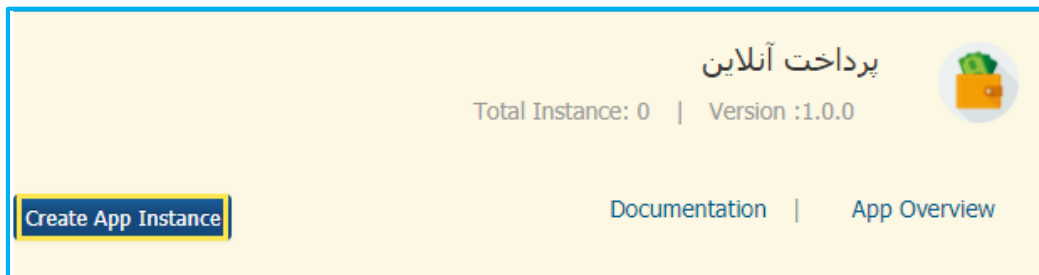 پرداخت آنلاین
Total Instance: 0 | Version :1.0.0
Documentation | App Overview
Create App Instance